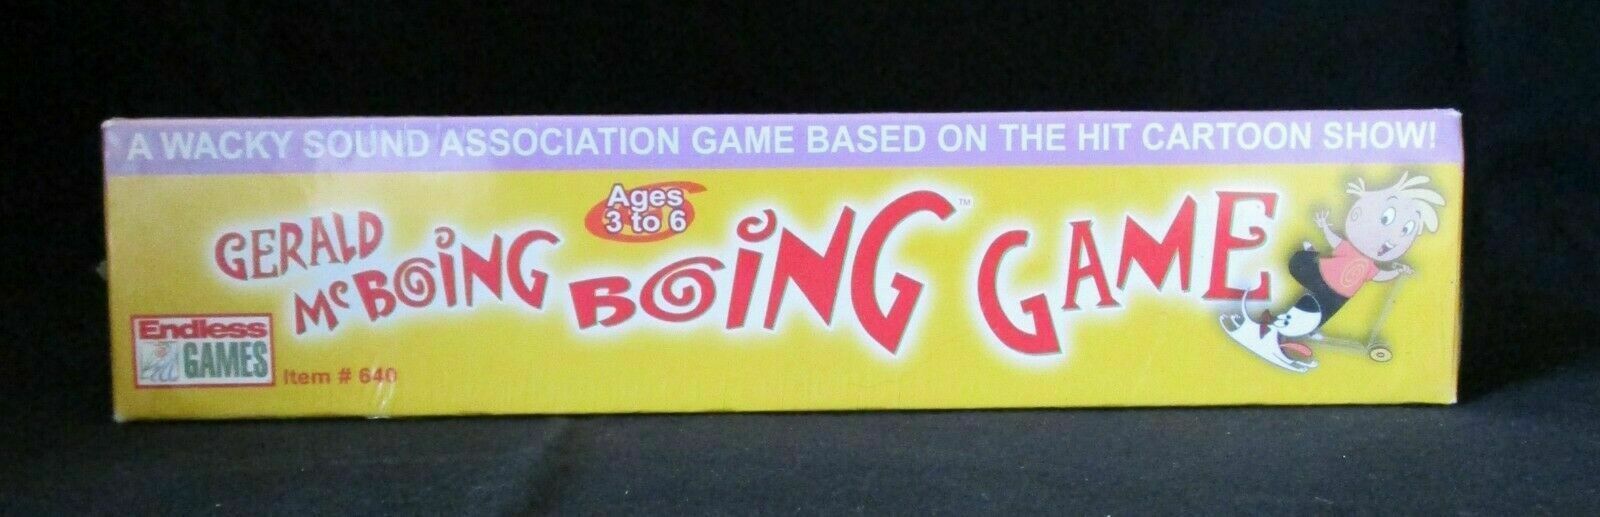 A WACKY SOUND ASSOCIATION GAME BASED ON THE HIT CARTOON SHOW!
Ages
3 to 6
GERALD
McBOING BOING GAME
™
Endless
GAMES
Item # 640